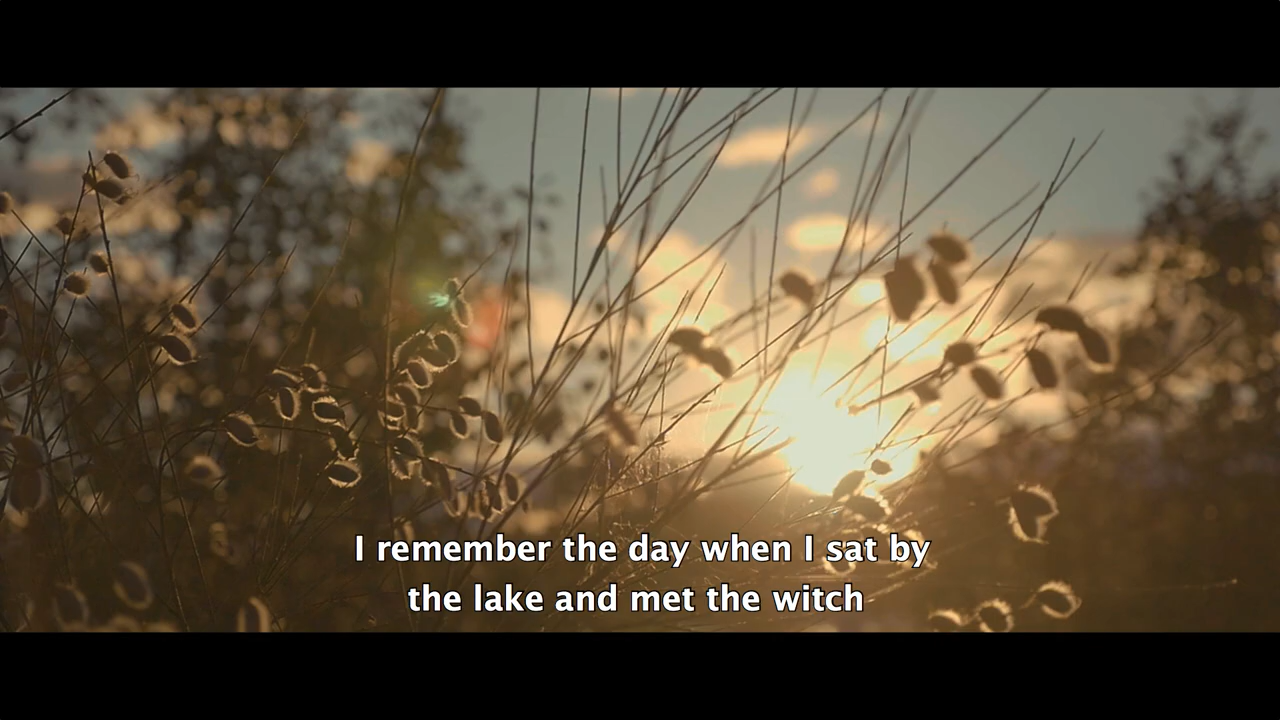 I remember the day when I sat by
the lake and met the witch